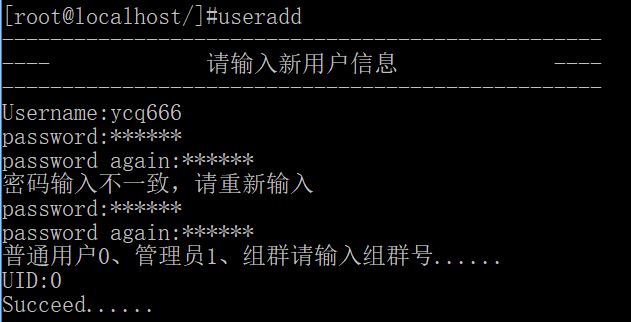 [root@localhost/]#useradd
--------------------------------------------------
----             请输入新用户信息             ----
--------------------------------------------------
Username:ycq666
password:******
password again:******
密码输入不一致，请重新输入
password:******
password again:******
普通用户0、管理员1、组群请输入组群号......
UID:0
Succeed......